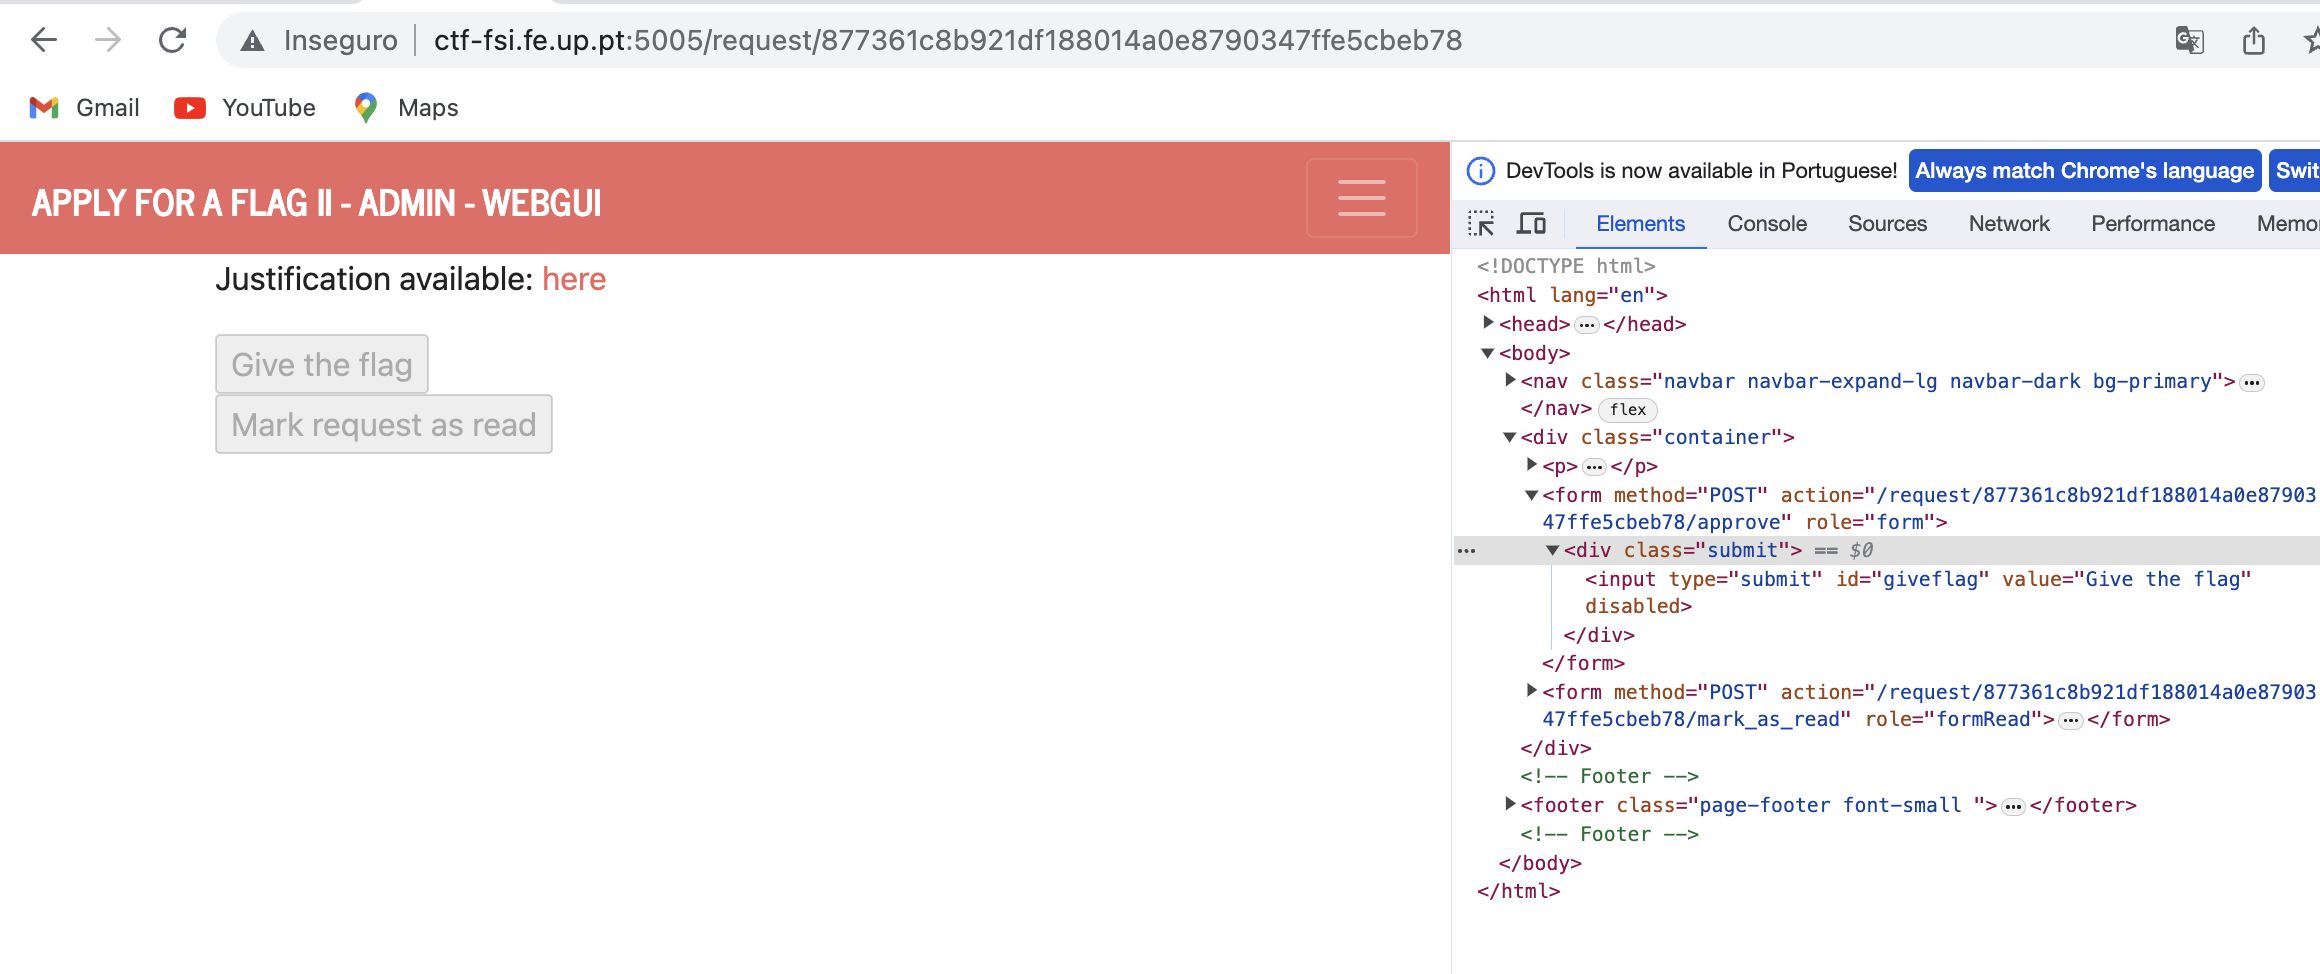 Inseguro ctf-fsi.fe.up.pt:5005/request/877361c8b921df188014a0e8790347ffe5cbeb78
Gmail YouTube Maps
APPLY FOR A FLAG II - ADMIN - WEBGUI
Justification available: here
Give the flag
Mark request as read
DevTools is now available in Portuguese! Always match Chrome's language Swit
Elements Console Sources Network Performance Memo
<!DOCTYPE html>
<html lang="en">
<head> ••• </head>
<body>
<nav class="navbar navbar-expand-lg navbar-dark bg-primary"> •••
</nav> flex
<div class="container">
<p> ••• </p>
<form method="POST" action="/request/877361c8b921df188014a0e87903
47ffe5cbeb78/approve" role="form">
••• <div class="submit"> == $0
<input type="submit" id="giveflag" value="Give the flag"
disabled>
</div>
</form>
<form method="POST" action="/request/877361c8b921df188014a0e87903
47ffe5cbeb78/mark_as_read" role="formRead"> ••• </form>
</div>
<!-- Footer -->
<footer class="page-footer font-small "> ••• </footer>
<!-- Footer -->
</body>
</html>